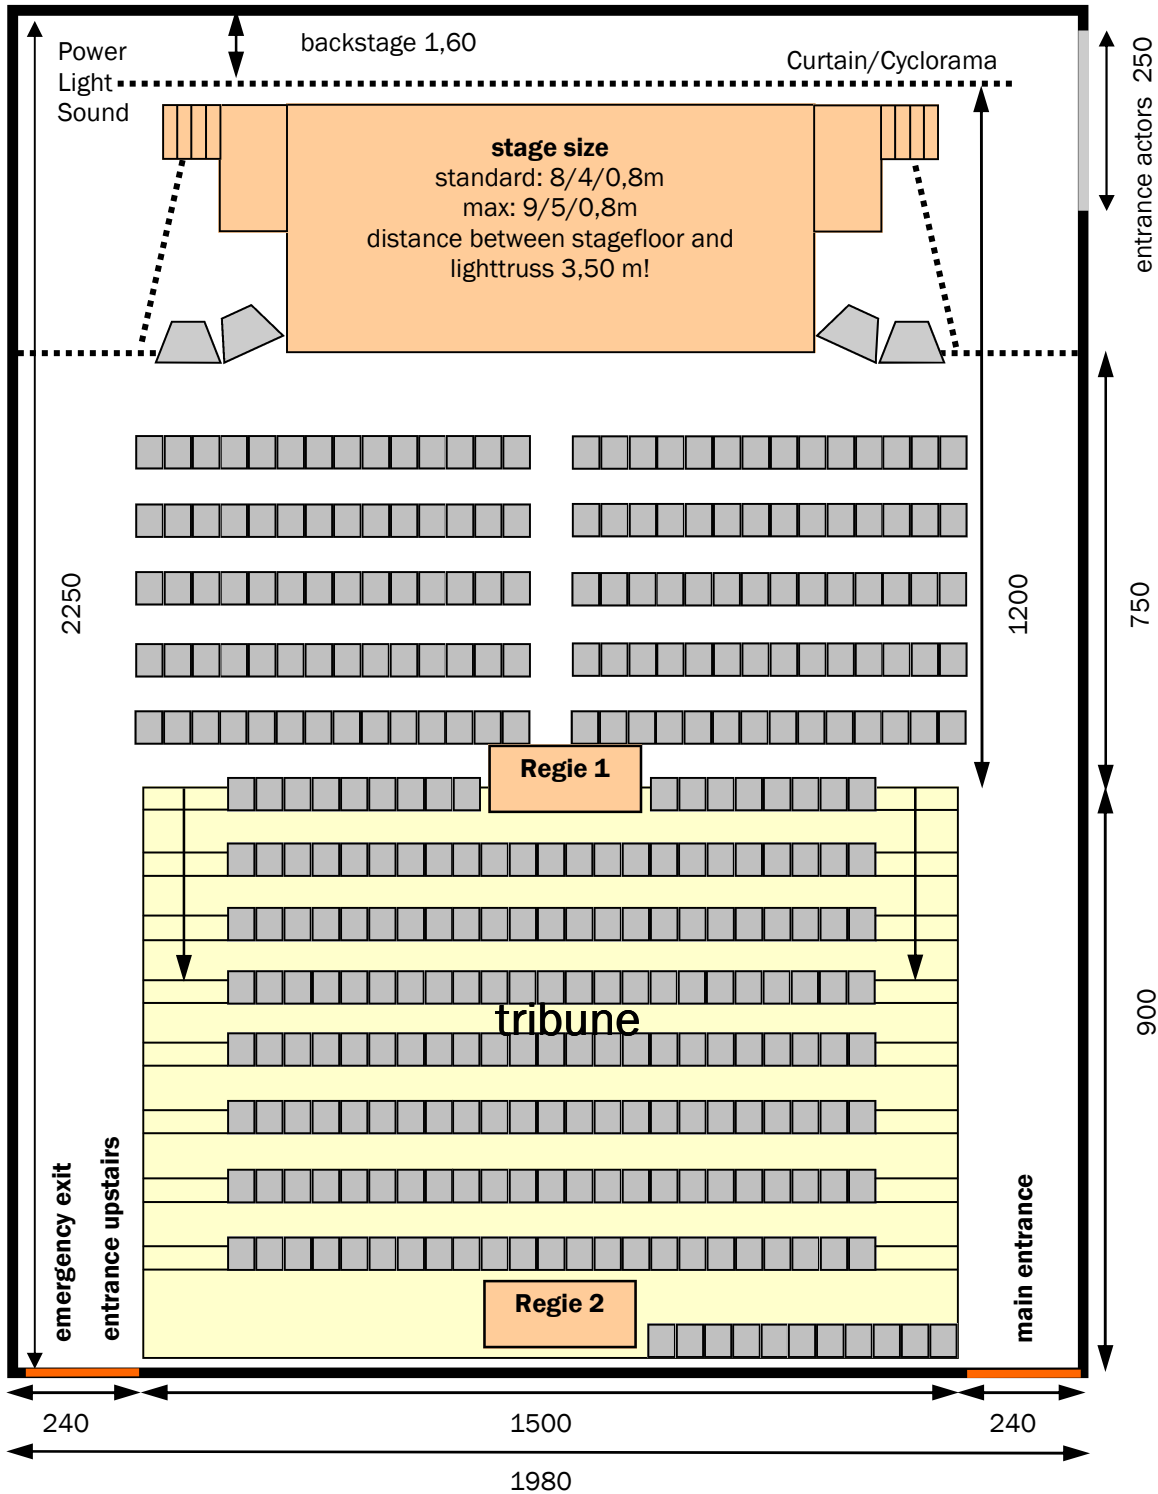 backstage 1,60
Power
Light
Sound
Curtain/Cyclorama
entrance actors 250
stage size
standard: 8/4/0,8m
max: 9/5/0,8m
distance between stagefloor and
lighttruss 3,50 m!
2250
1200
750
Regie 1
tribune
900
emergency exit
entrance upstairs
main entrance
Regie 2
240
1500
240
1980